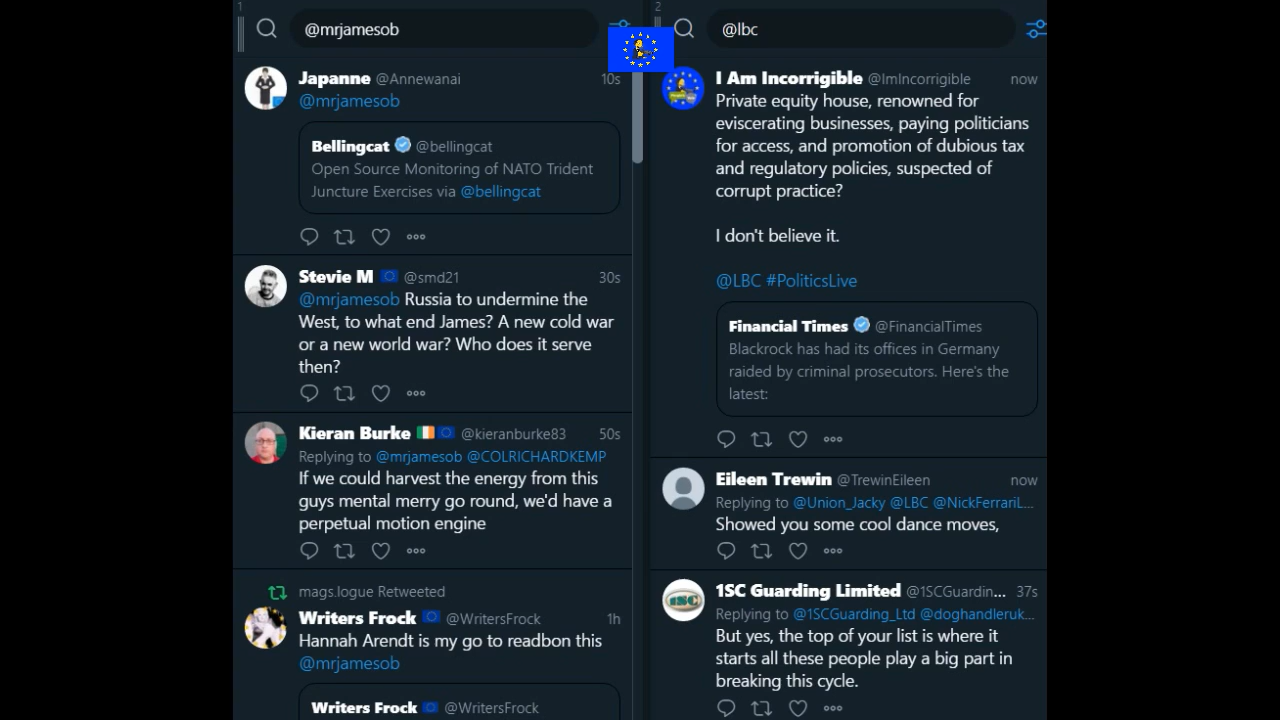 1
@mrjamesob
Japanne @Annewanai 10s
@mrjamesob
Bellingcat @bellingcat
Open Source Monitoring of NATO Trident
Juncture Exercises via @bellingcat
Stevie M @smd21 30s
@mrjamesob Russia to undermine the
West, to what end James? A new cold war
or a new world war? Who does it serve
then?
Kieran Burke @kieranburke83 50s
Replying to @mrjamesob @COLRICHARDKEMP
If we could harvest the energy from this
guys mental merry go round, we'd have a
perpetual motion engine
mags.logue Retweeted
Writers Frock @WritersFrock 1h
Hannah Arendt is my go to readbon this
@mrjamesob
Writers Frock @WritersFrock
2
@lbc
I Am Incorrigible @ImIncorrigible now
Private equity house, renowned for
eviscerating businesses, paying politicians
for access, and promotion of dubious tax
and regulatory policies, suspected of
corrupt practice?
I don't believe it.
@LBC #PoliticsLive
Financial Times @FinancialTimes
Blackrock has had its offices in Germany
raided by criminal prosecutors. Here's the
latest:
Eileen Trewin @TrewinEileen now
Replying to @Union_Jacky @LBC @NickFerrariL...
Showed you some cool dance moves,
1SC Guarding Limited @1SCGuardin... 37s
Replying to @1SCGuarding_Ltd @doghandleruk...
But yes, the top of your list is where it
starts all these people play a big part in
breaking this cycle.
1SC